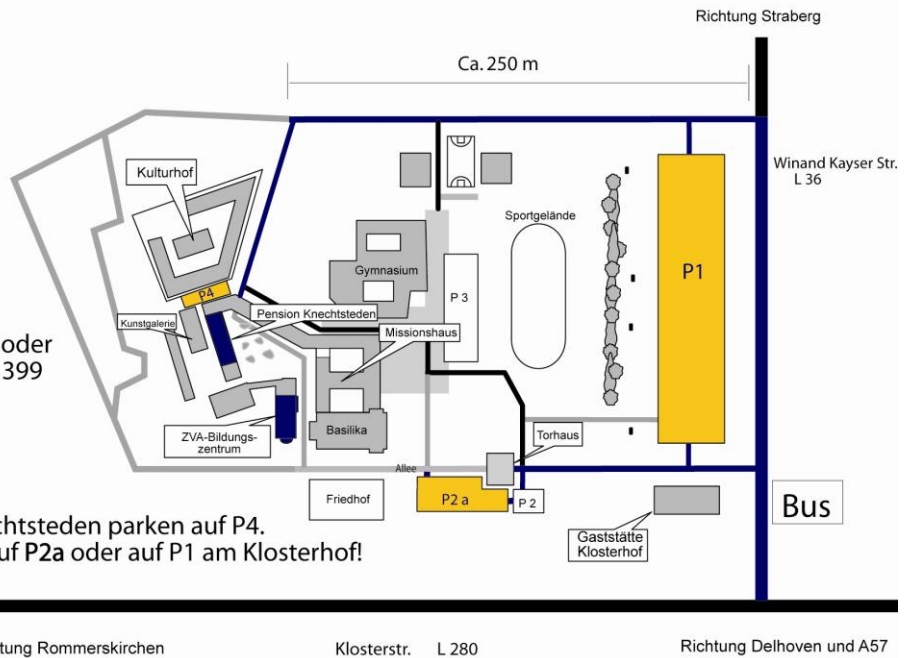 Richtung Straberg
Ca. 250 m
Winand Kayser Str.
L 36
Kulturhof
Sportgelände
Gymnasium
P1
P4
P 3
Kunstgalerie
Pension Knechtsteden
Missionshaus
oder
399
ZVA-Bildungs-
zentrum
Basilika
Torhaus
Allee
Friedhof
P2 a
P 2
Bus
Gaststätte
Klosterhof
chtsteden parken auf P4.
uf P2a oder auf P1 am Klosterhof!
tung Rommerskirchen
Klosterstr. L 280
Richtung Delhoven und A57